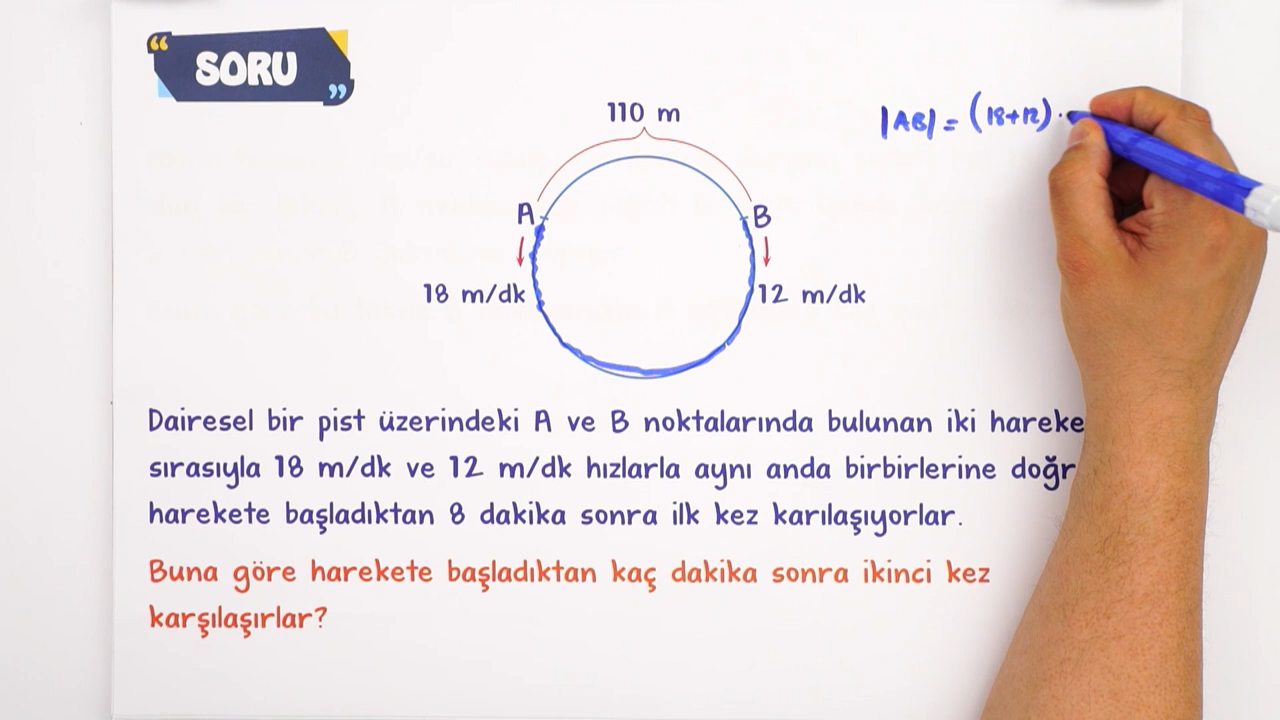 “ SORU ”
110 m
|AB| = (18+12) ·
A B
18 m/dk 12 m/dk
Dairesel bir pist üzerindeki A ve B noktalarında bulunan iki hareke
sırasıyla 18 m/dk ve 12 m/dk hızlarla aynı anda birbirlerine doğr
harekete başladıktan 8 dakika sonra ilk kez karılaşıyorlar.
Buna göre harekete başladıktan kaç dakika sonra ikinci kez
karşılaşırlar?